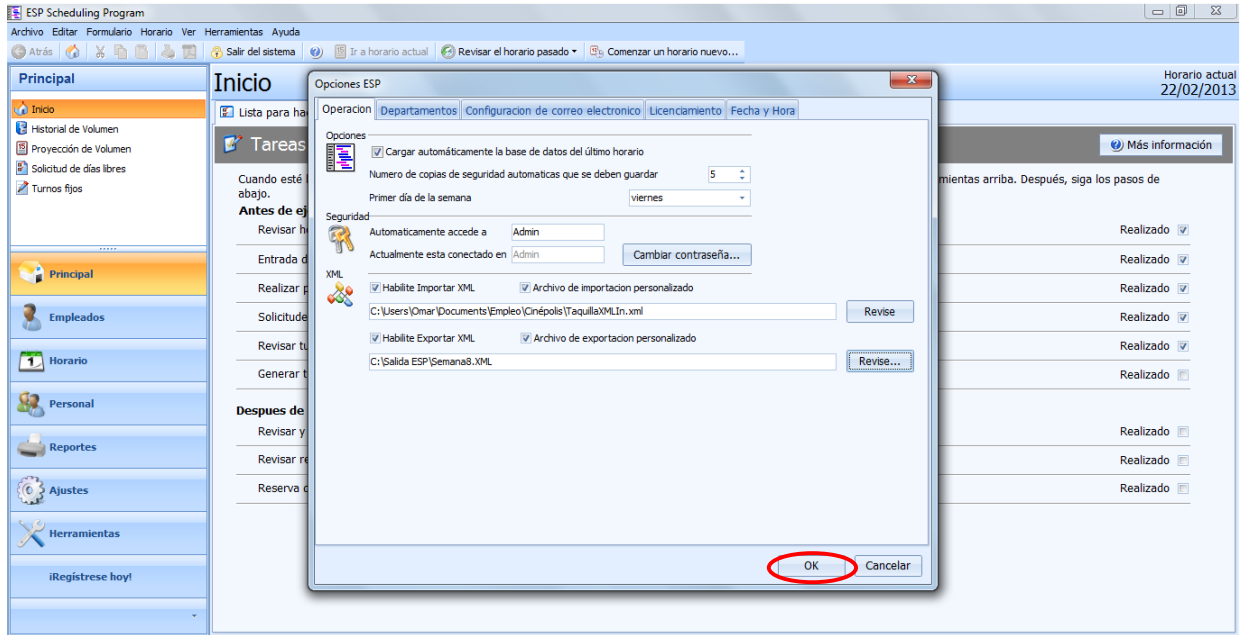 ESP Scheduling Program
Archivo Editar Formulario Horario Ver Herramientas Ayuda
Atrás Salir del sistema Ir a horario actual Revisar el horario pasado Comenzar un horario nuevo...
Principal
Inicio
Historial de Volumen
Proyección de Volumen
Solicitud de días libres
Turnos fijos
Principal
Empleados
Horario
Personal
Reportes
Ajustes
Herramientas
¡Regístrese hoy!
Inicio
Horario actual
22/02/2013
Lista para ha
Tareas
Más información
Cuando esté
mientas arriba. Después, siga los pasos de
abajo.
Antes de ej
Revisar h
Realizado
Entrada d
Realizado
Realizar p
Realizado
Solicitude
Realizado
Revisar tu
Realizado
Generar t
Realizado
Despues de
Revisar y
Realizado
Revisar re
Realizado
Reserva d
Realizado
Opciones ESP
Operacion Departamentos Configuracion de correo electronico Licenciamiento Fecha y Hora
Opciones
Cargar automáticamente la base de datos del último horario
Numero de copias de seguridad automaticas que se deben guardar 5
Primer día de la semana viernes
Seguridad
Automaticamente accede a Admin
Actualmente esta conectado en Admin Cambiar contraseña...
XML
Habilite Importar XML Archivo de importacion personalizado
C:\Users\Omar\Documents\Empleo\Cinépolis\TaquillaXMLIn.xml Revise
Habilite Exportar XML Archivo de exportacion personalizado
C:\Salida ESP\Semana8.XML Revise...
OK Cancelar